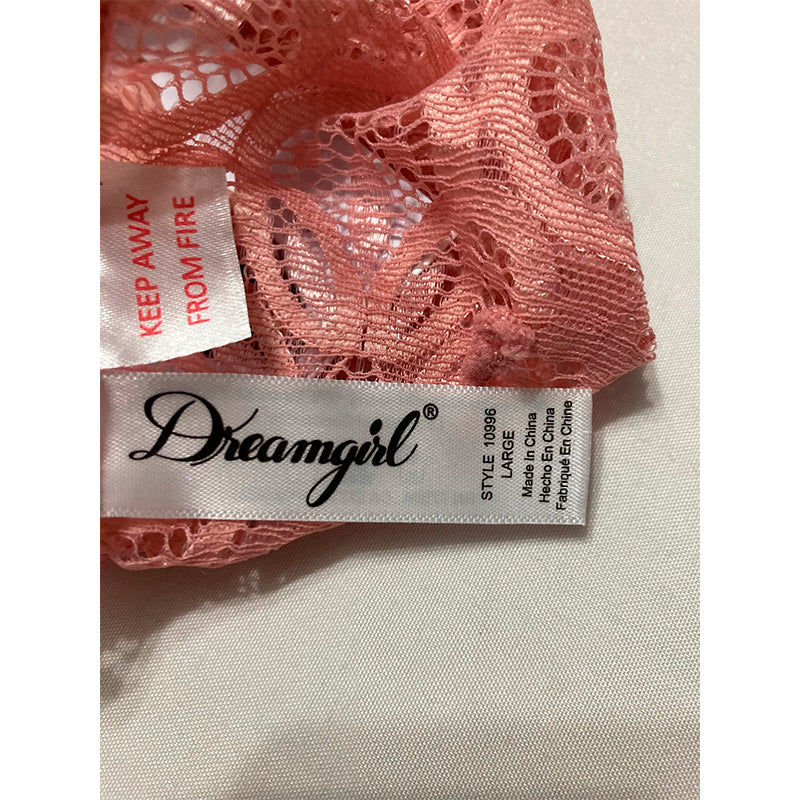 KEEP AWAY
FROM FIRE
Dreamgirl®
STYLE 10996
LARGE
Made In China
Hecho En China
Fabriqué En Chine